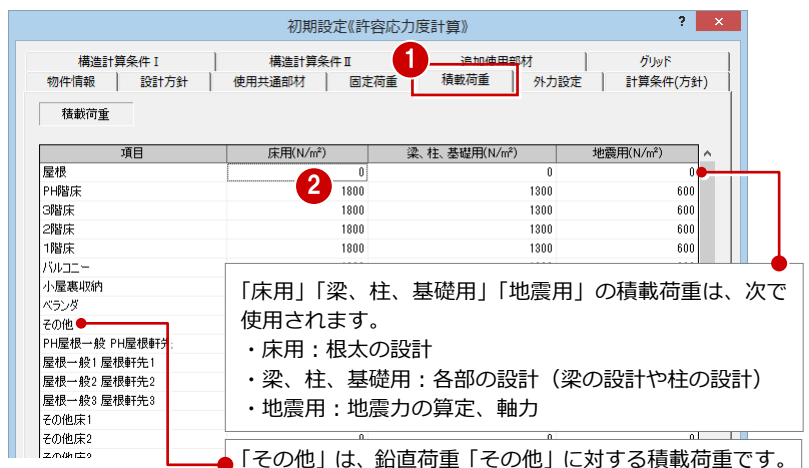 初期設定《許容応力度計算》 ? ×
構造計算条件Ⅰ 構造計算条件Ⅱ 追加使用部材 グリッド
1
物件情報 設計方針 使用共通部材 固定荷重 積載荷重 外力設定 計算条件(方針)
積載荷重
項目 床用(N/m²) 梁、柱、基礎用(N/m²) 地震用(N/m²)
屋根 0 0 0
2
PH階床 1800 1300 600
3階床 1800 1300 600
2階床 1800 1300 600
1階床 1800 1300 600
バルコニー
小屋裏収納
ベランダ
その他
PH屋根一般 PH屋根軒先
屋根一般1 屋根軒先1
屋根一般2 屋根軒先2
屋根一般3 屋根軒先3
その他床1
その他床2
「床用」「梁、柱、基礎用」「地震用」の積載荷重は、次で
使用されます。
・床用：根太の設計
・梁、柱、基礎用：各部の設計（梁の設計や柱の設計）
・地震用：地震力の算定、軸力
「その他」は、鉛直荷重「その他」に対する積載荷重です。